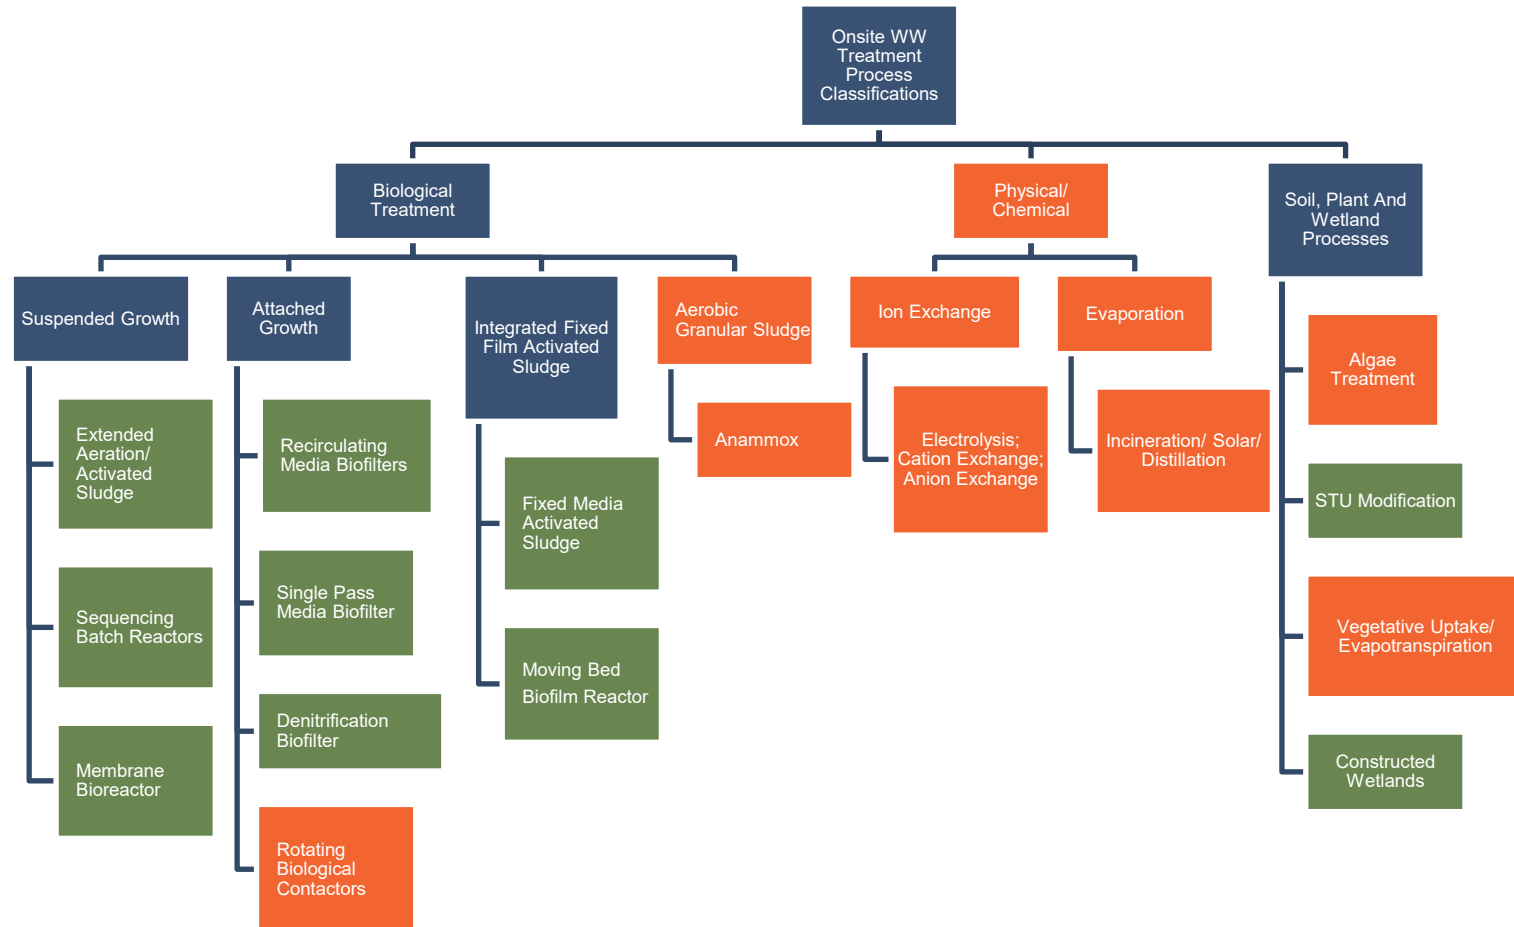 Onsite WW
Treatment
Process
Classifications
Biological
Treatment
Physical/
Chemical
Soil, Plant And
Wetland
Processes
Suspended Growth
Attached
Growth
Integrated Fixed
Film Activated
Sludge
Aerobic
Granular Sludge
Ion Exchange
Evaporation
Extended
Aeration/
Activated
Sludge
Sequencing
Batch Reactors
Membrane
Bioreactor
Recirculating
Media Biofilters
Single Pass
Media Biofilter
Denitrification
Biofilter
Rotating
Biological
Contactors
Fixed Media
Activated
Sludge
Moving Bed
Biofilm Reactor
Anammox
Electrolysis;
Cation Exchange;
Anion Exchange
Incineration/ Solar/
Distillation
Algae
Treatment
STU Modification
Vegetative Uptake/
Evapotranspiration
Constructed
Wetlands